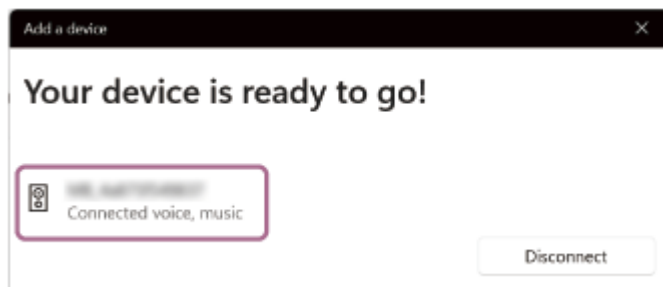 Add a device
Your device is ready to go!
Connected voice, music
Disconnect